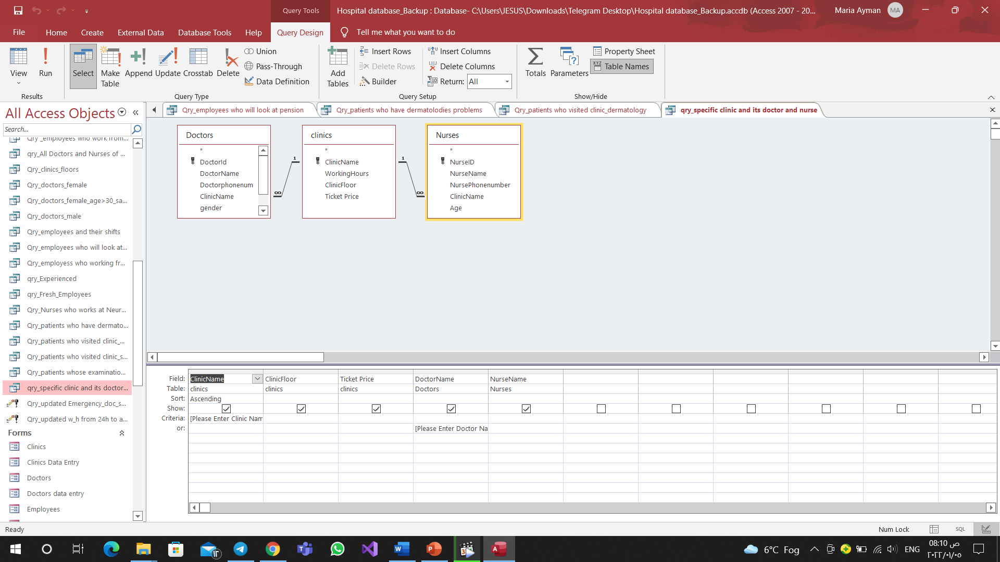 Query Tools
Hospital database_Backup : Database- C:\Users\JESUS\Downloads\Telegram Desktop\Hospital database_Backup.accdb (Access 2007 - 20...
Maria Ayman
MA
File
Home
Create
External Data
Database Tools
Help
Query Design
Tell me what you want to do
View
Run
Results
Select
Make Table
Append
Update
Crosstab
Delete
Union
Pass-Through
Data Definition
Query Type
Add Tables
Insert Rows
Delete Rows
Builder
Insert Columns
Delete Columns
Return: All
Query Setup
Totals
Parameters
Property Sheet
Table Names
Show/Hide
All Access Objects
Search...
Qry_employees who will look at pension
Qry_patients who have dermatolodies problems
Qry_patients who visited clinic_dermatology
qry_specific clinic and its doctor and nurse
Qry _employees who work from...
qry_All Doctors and Nurses of ...
Qry_clinics_floors
Qry_doctors_female
Qry_doctors_female_age>30_sa...
Qry_doctors_male
Qry_employees and their shifts
Qry_employees who will look at...
Qry_employess who working fr...
qry_Experienced
qry_Fresh_Employees
Qry_Nurses who works at Neur...
Qry_patients who have dermato...
Qry_patients who visited clinic_...
Qry_patients who visited clinic_s...
Qry_patients whose examinatio...
qry_specific clinic and its doctor...
Qry_updated Emergency_doc_s...
Qry_updated w_h from 24h to a...
Forms
Clinics
Clinics Data Entry
Doctors
Doctors data entry
Employees
Doctors
*
DoctorId
DoctorName
Doctorphonenum
ClinicName
gender
1
∞
clinics
*
ClinicName
WorkingHours
ClinicFloor
Ticket Price
1
∞
Nurses
*
NurseID
NurseName
NursePhonenumber
ClinicName
Age
Field: ClinicName ClinicFloor Ticket Price DoctorName NurseName
Table: clinics clinics clinics Doctors Nurses
Sort: Ascending
Show:
Criteria: [Please Enter Clinic Nam
or: [Please Enter Doctor Na
Ready
Num Lock
SQL
6°C Fog
ENG
08:10 ص
٢٠٢٢/٠١/٠٥